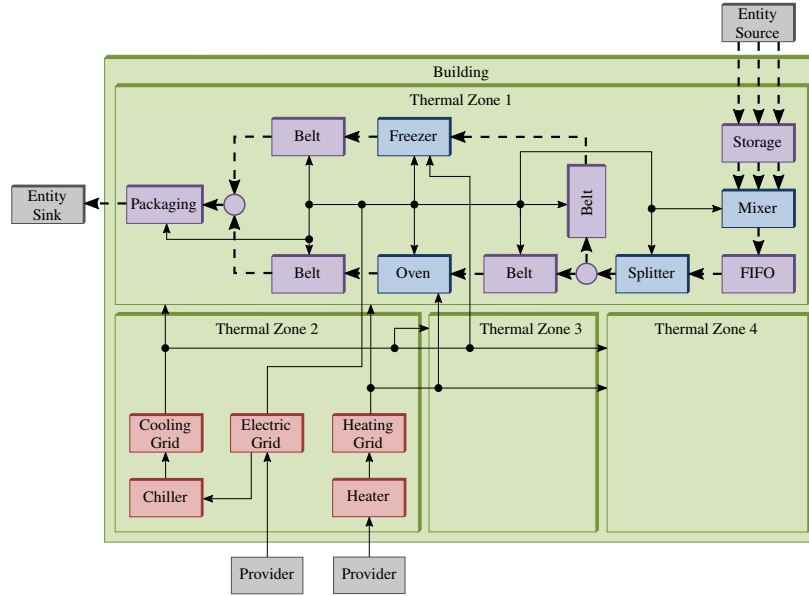 Entity
Source
Building
Thermal Zone 1
Belt
Freezer
Storage
Entity
Sink
Packaging
Belt
Mixer
Belt
Oven
Belt
Splitter
FIFO
Thermal Zone 2
Thermal Zone 3
Thermal Zone 4
Cooling
Grid
Electric
Grid
Heating
Grid
Chiller
Heater
Provider
Provider